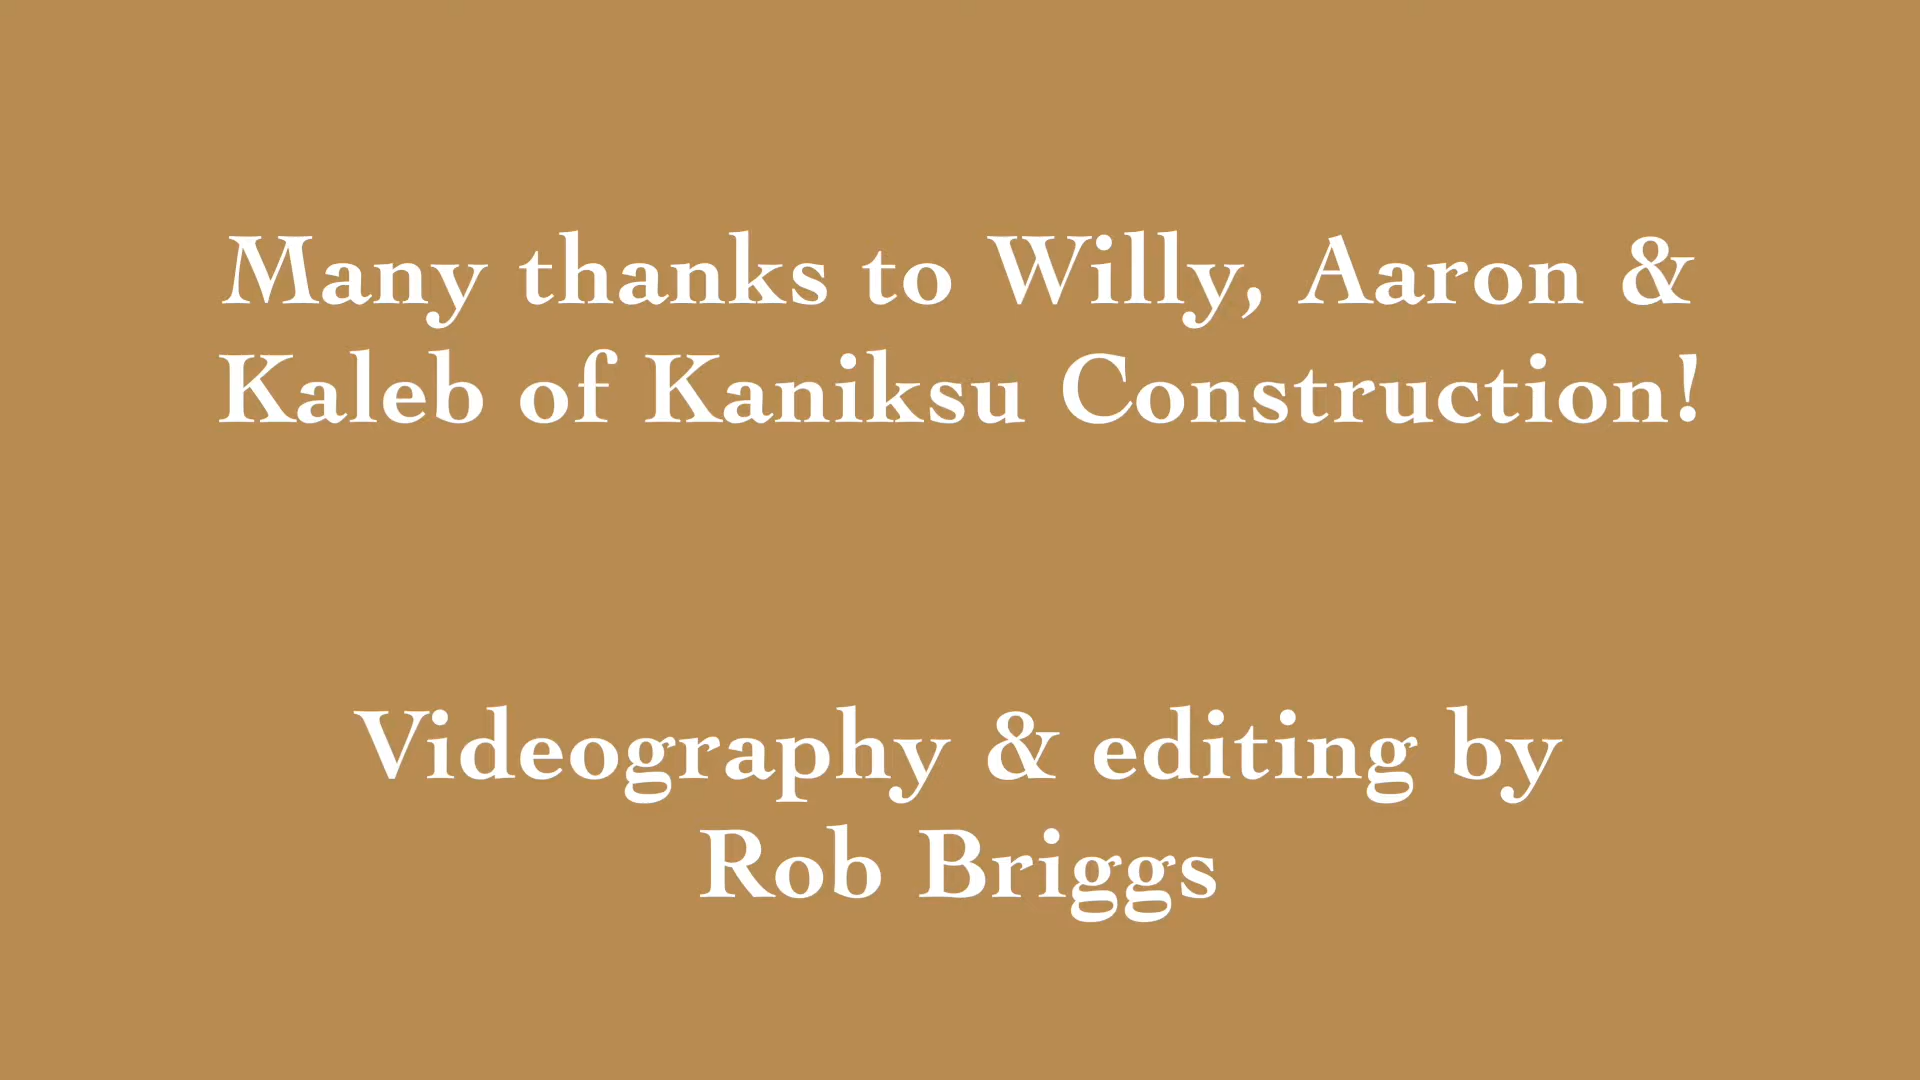 Many thanks to Willy, Aaron &
Kaleb of Kaniksu Construction!
Videography & editing by
Rob Briggs